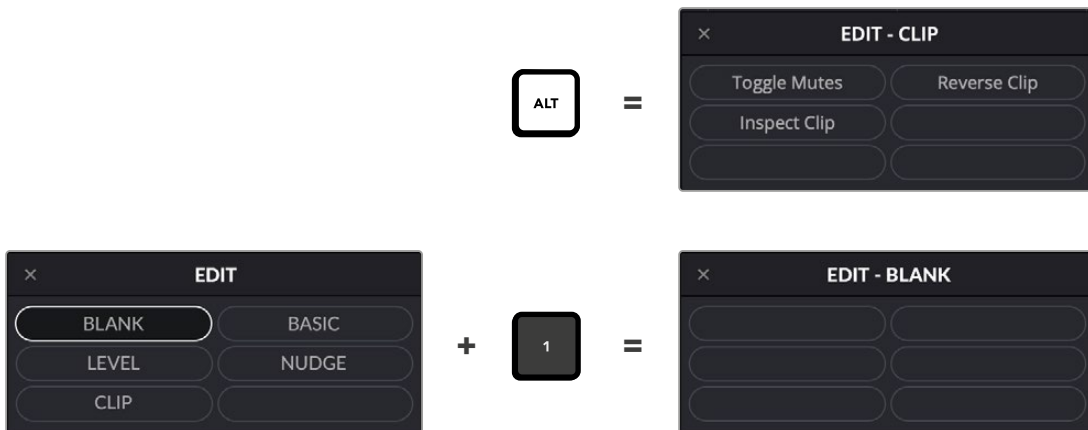 × EDIT - CLIP
ALT = Toggle Mutes Reverse Clip
Inspect Clip
× EDIT
BLANK BASIC
LEVEL NUDGE
CLIP
+ 1 =
× EDIT - BLANK